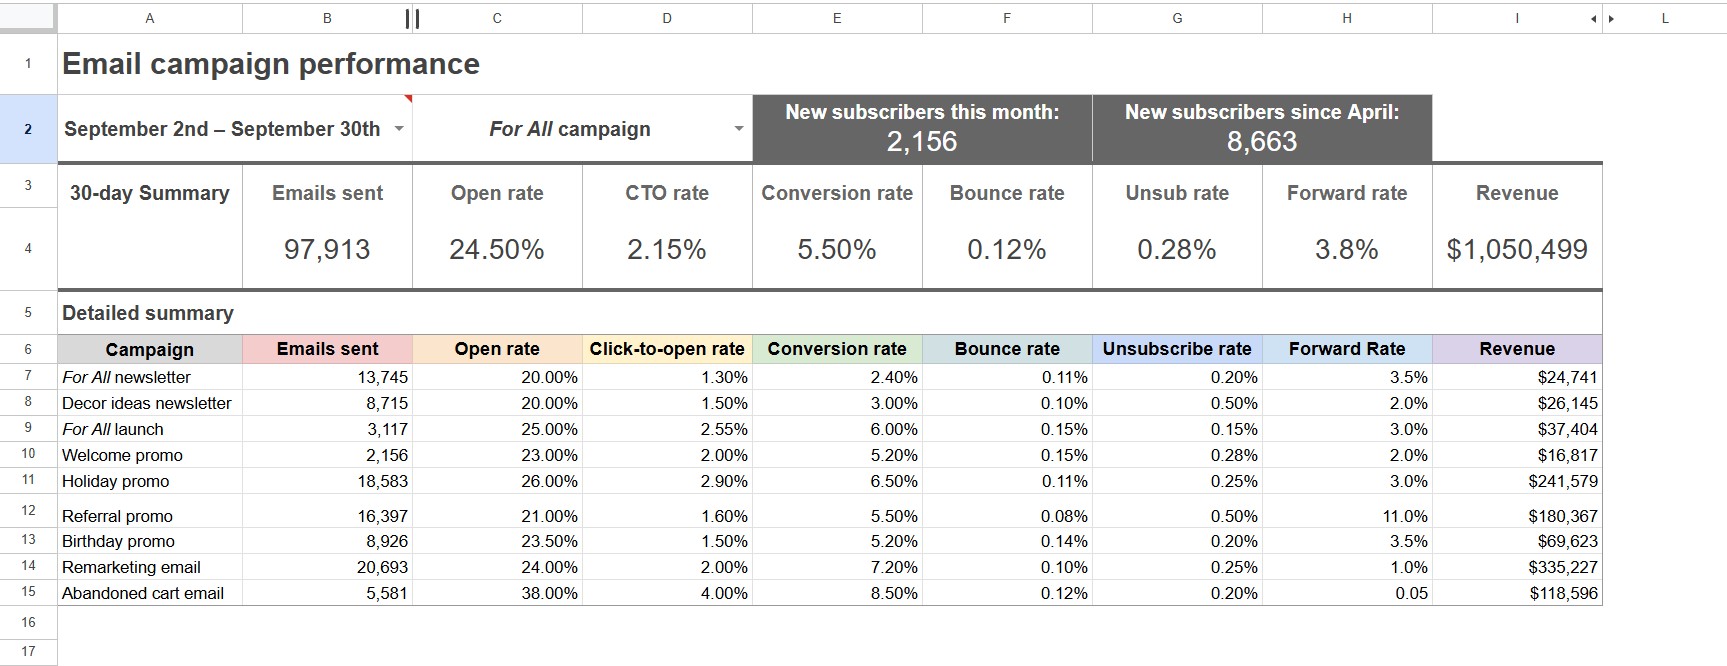 A B C D E F G H I L
1 Email campaign performance
New subscribers this month: New subscribers since April:
2 September 2nd – September 30th For All campaign 2,156 8,663
3 30-day Summary Emails sent Open rate CTO rate Conversion rate Bounce rate Unsub rate Forward rate Revenue
4 97,913 24.50% 2.15% 5.50% 0.12% 0.28% 3.8% $1,050,499
5 Detailed summary
6 Campaign Emails sent Open rate Click-to-open rate Conversion rate Bounce rate Unsubscribe rate Forward Rate Revenue
7 For All newsletter 13,745 20.00% 1.30% 2.40% 0.11% 0.20% 3.5% $24,741
8 Decor ideas newsletter 8,715 20.00% 1.50% 3.00% 0.10% 0.50% 2.0% $26,145
9 For All launch 3,117 25.00% 2.55% 6.00% 0.15% 0.15% 3.0% $37,404
10 Welcome promo 2,156 23.00% 2.00% 5.20% 0.15% 0.28% 2.0% $16,817
11 Holiday promo 18,583 26.00% 2.90% 6.50% 0.11% 0.25% 3.0% $241,579
12 Referral promo 16,397 21.00% 1.60% 5.50% 0.08% 0.50% 11.0% $180,367
13 Birthday promo 8,926 23.50% 1.50% 5.20% 0.14% 0.20% 3.5% $69,623
14 Remarketing email 20,693 24.00% 2.00% 7.20% 0.10% 0.25% 1.0% $335,227
15 Abandoned cart email 5,581 38.00% 4.00% 8.50% 0.12% 0.20% 0.05 $118,596
16
17